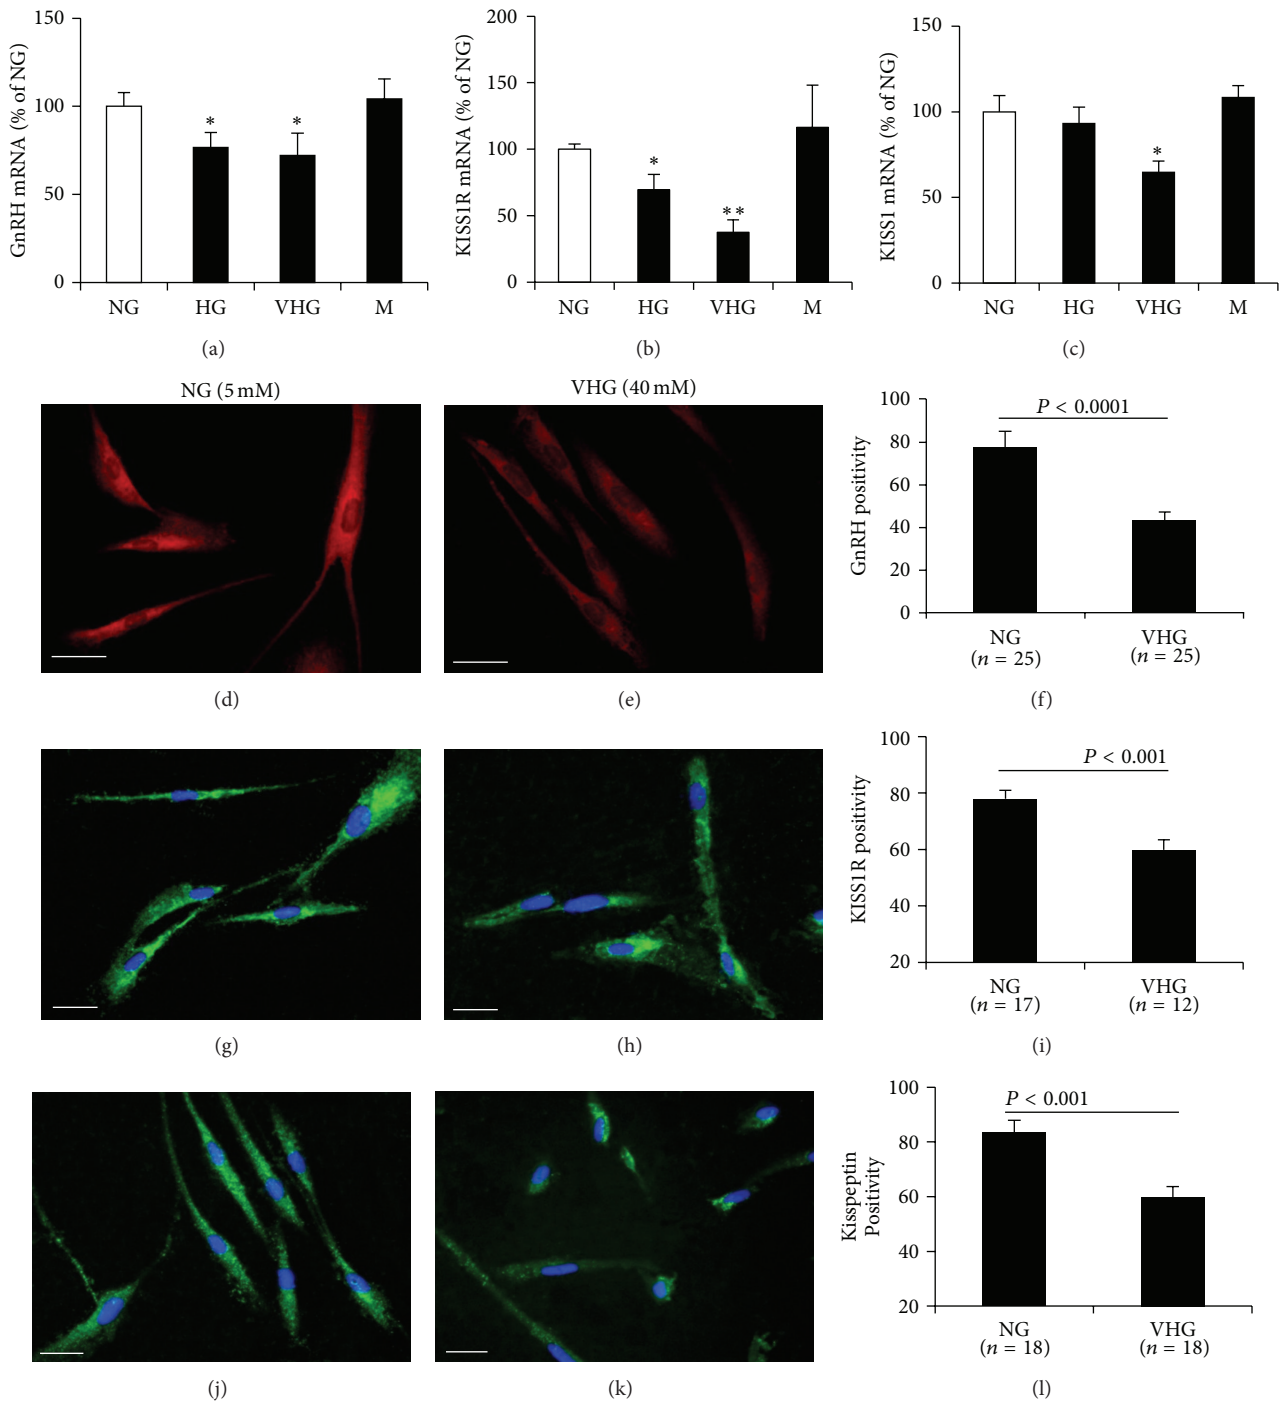 150
100
50
0
GnRH mRNA (% of NG)
*
*
NG HG VHG M
(a)
200
150
100
50
0
KISS1R mRNA (% of NG)
*
**
NG HG VHG M
(b)
150
100
50
0
KISS1 mRNA (% of NG)
*
NG HG VHG M
(c)
NG (5 mM)
(d)
VHG (40 mM)
(e)
100
80
60
40
20
0
GnRH positivity
P < 0.0001
NG VHG
(n = 25) (n = 25)
(f)
(g)
(h)
100
80
60
40
20
KISS1R positivity
P < 0.001
NG VHG
(n = 17) (n = 12)
(i)
(j)
(k)
100
80
60
40
20
Kisspeptin
Positivity
P < 0.001
NG VHG
(n = 18) (n = 18)
(l)